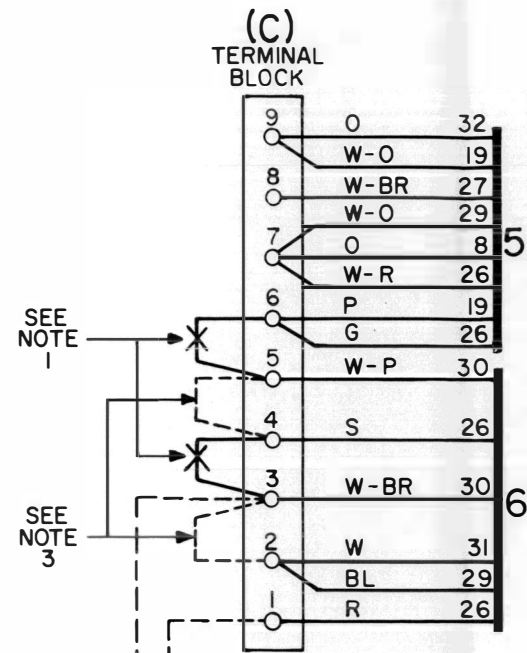 (C)
TERMINAL
BLOCK
9 O 32
W-O 19
8 W-BR 27
W-O 29
7 O 8
W-R 26
5
6 P 19
G 26
SEE
NOTE
1
5 W-P 30
4 S 26
3 W-BR 30
6
SEE
NOTE
3
2 W 31
BL 29
1 R 26